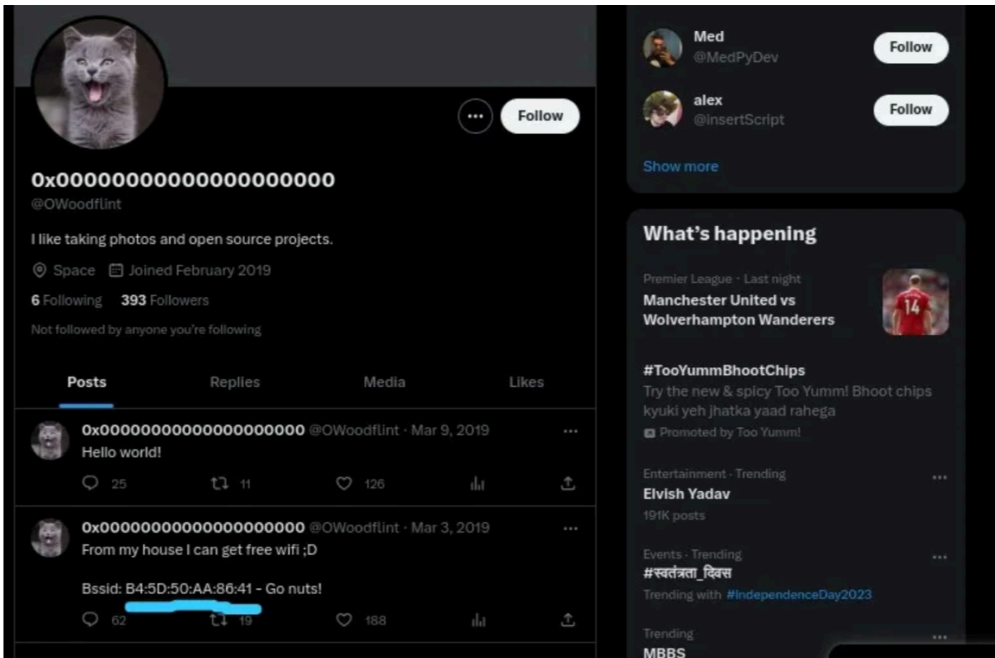 0x00000000000000000000
@OWoodflint
I like taking photos and open source projects.
Space Joined February 2019
6 Following 393 Followers
Not followed by anyone you're following
Follow
Posts Replies Media Likes
0x00000000000000000000 @OWoodflint · Mar 9, 2019
Hello world!
25 11 126
0x00000000000000000000 @OWoodflint · Mar 3, 2019
From my house I can get free wifi ;D
Bssid: B4:5D:50:AA:86:41 - Go nuts!
62 19 188
Med
@MedPyDev
Follow
alex
@insertScript
Follow
Show more
What's happening
Premier League · Last night
Manchester United vs
Wolverhampton Wanderers
14
#TooYummBhootChips
Try the new & spicy Too Yumm! Bhoot chips
kyuki yeh jhatka yaad rahega
Promoted by Too Yumm!
Entertainment · Trending
Elvish Yadav
191K posts
Events · Trending
#स्वतंत्रता_दिवस
Trending with #IndependenceDay2023
Trending
MBBS